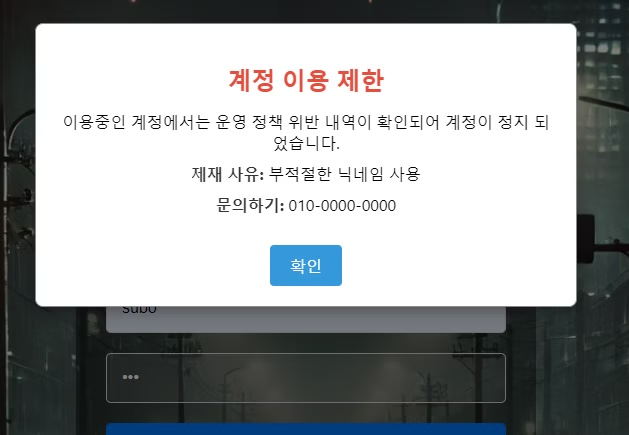 계정 이용 제한
이용중인 계정에서는 운영 정책 위반 내역이 확인되어 계정이 정지 되
었습니다.
제재 사유: 부적절한 닉네임 사용
문의하기: 010-0000-0000
확인
subo
•••